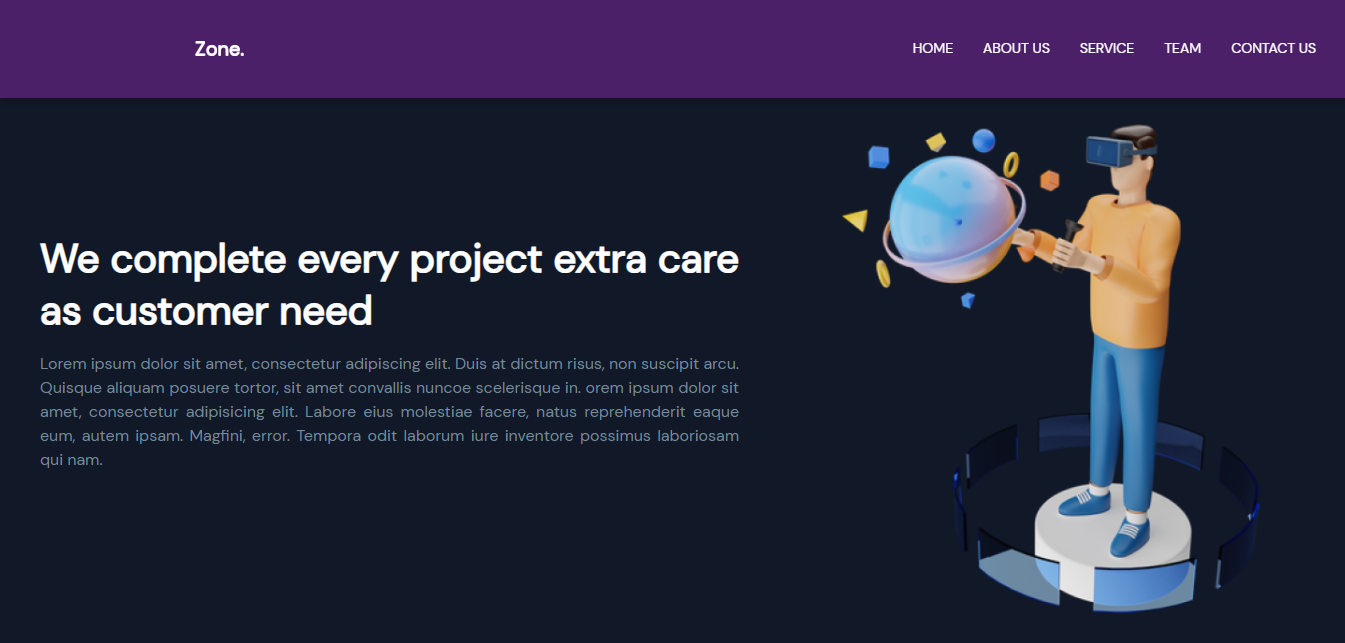 Zone.
HOME ABOUT US SERVICE TEAM CONTACT US
We complete every project extra care
as customer need
Lorem ipsum dolor sit amet, consectetur adipiscing elit. Duis at dictum risus, non suscipit arcu.
Quisque aliquam posuere tortor, sit amet convallis nuncoe scelerisque in. orem ipsum dolor sit
amet, consectetur adipisicing elit. Labore eius molestiae facere, natus reprehenderit eaque
eum, autem ipsam. Magfini, error. Tempora odit laborum iure inventore possimus laboriosam
qui nam.